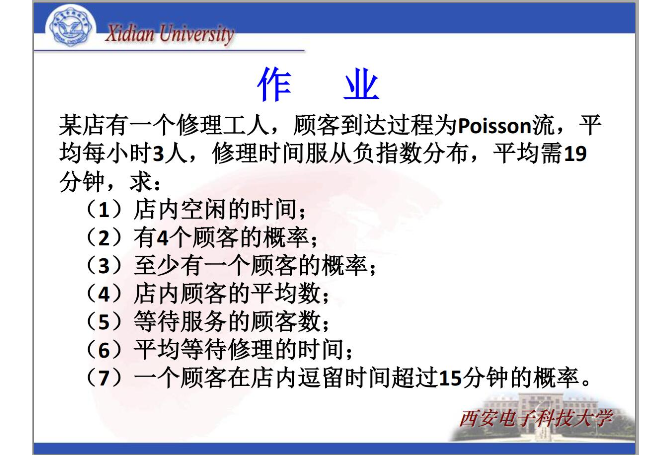 Xidian University
作 业
某店有一个修理工人，顾客到达过程为Poisson流，平
均每小时3人，修理时间服从负指数分布，平均需19
分钟，求：
（1）店内空闲的时间；
（2）有4个顾客的概率；
（3）至少有一个顾客的概率；
（4）店内顾客的平均数；
（5）等待服务的顾客数；
（6）平均等待修理的时间；
（7）一个顾客在店内逗留时间超过15分钟的概率。
西安电子科技大学